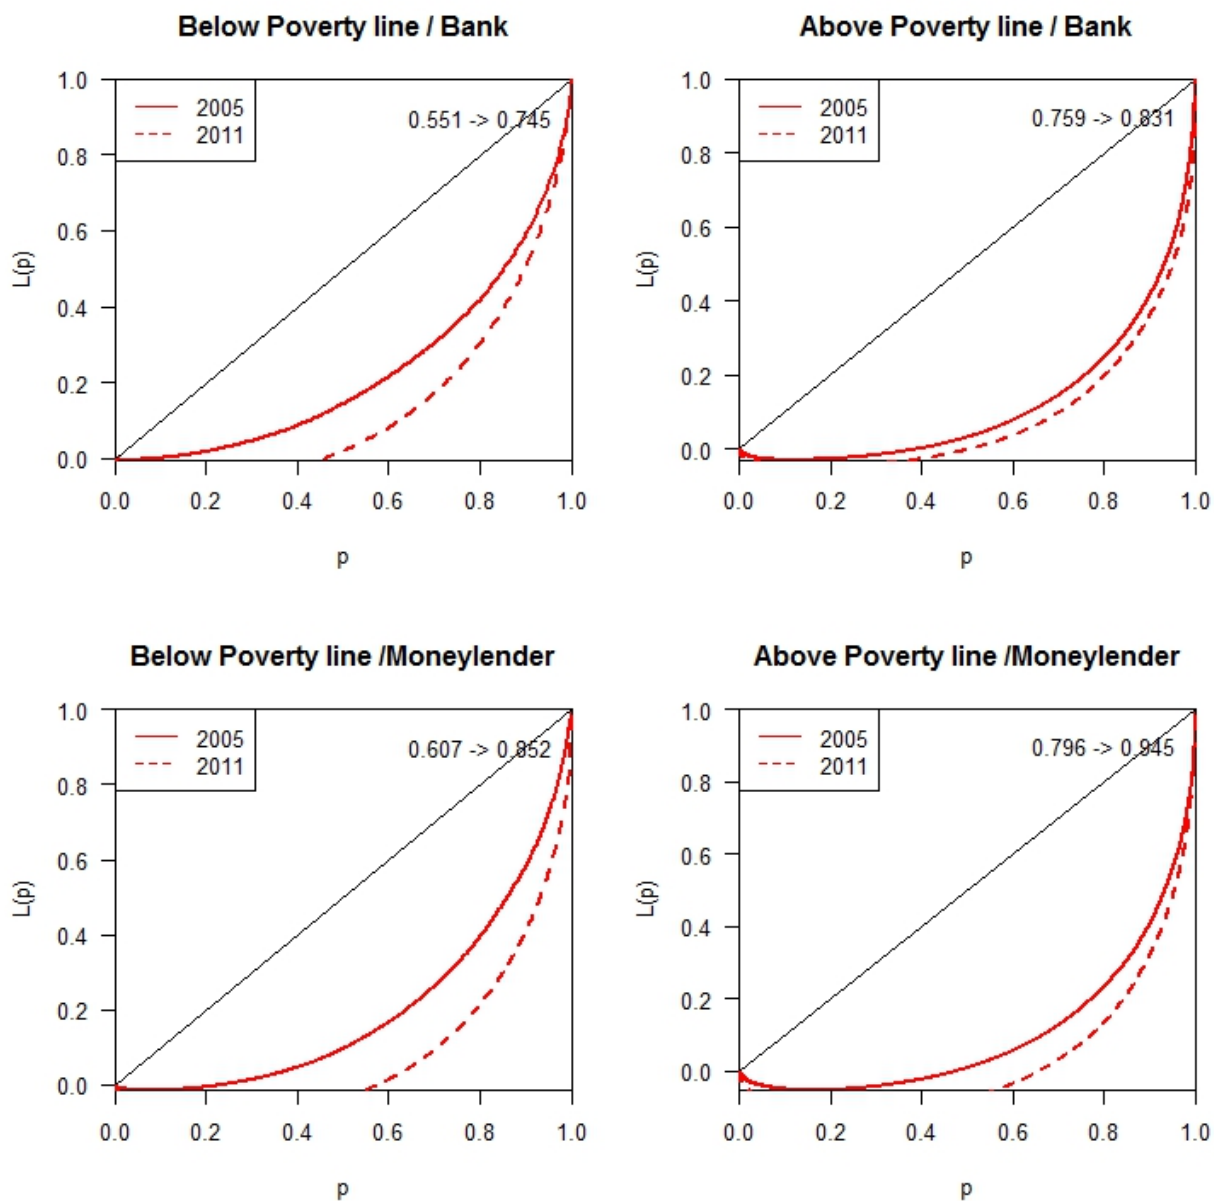 Below Poverty line / Bank
1.0
0.8
0.6
0.4
0.2
0.0
L(p)
2005
2011
0.551 -> 0.745
0.0 0.2 0.4 0.6 0.8 1.0
p
Above Poverty line / Bank
1.0
0.8
0.6
0.4
0.2
0.0
L(p)
2005
2011
0.759 -> 0.831
0.0 0.2 0.4 0.6 0.8 1.0
p
Below Poverty line /Moneylender
1.0
0.8
0.6
0.4
0.2
0.0
L(p)
2005
2011
0.607 -> 0.852
0.0 0.2 0.4 0.6 0.8 1.0
p
Above Poverty line /Moneylender
1.0
0.8
0.6
0.4
0.2
0.0
L(p)
2005
2011
0.796 -> 0.945
0.0 0.2 0.4 0.6 0.8 1.0
p